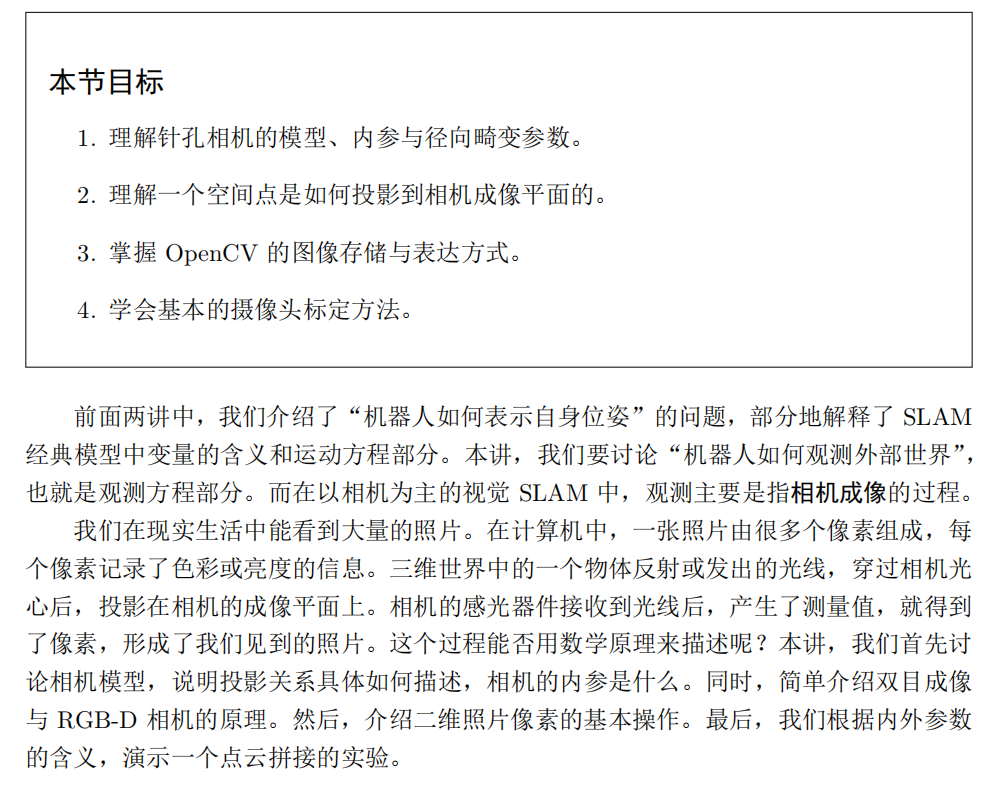 本节目标
1. 理解针孔相机的模型、内参与径向畸变参数。
2. 理解一个空间点是如何投影到相机成像平面的。
3. 掌握 OpenCV 的图像存储与表达方式。
4. 学会基本的摄像头标定方法。
前面两讲中，我们介绍了“机器人如何表示自身位姿”的问题，部分地解释了 SLAM
经典模型中变量的含义和运动方程部分。本讲，我们要讨论“机器人如何观测外部世界”，
也就是观测方程部分。而在以相机为主的视觉 SLAM 中，观测主要是指相机成像的过程。
我们在现实生活中能看到大量的照片。在计算机中，一张照片由很多个像素组成，每
个像素记录了色彩或亮度的信息。三维世界中的一个物体反射或发出的光线，穿过相机光
心后，投影在相机的成像平面上。相机的感光器件接收到光线后，产生了测量值，就得到
了像素，形成了我们见到的照片。这个过程能否用数学原理来描述呢？本讲，我们首先讨
论相机模型，说明投影关系具体如何描述，相机的内参是什么。同时，简单介绍双目成像
与 RGB-D 相机的原理。然后，介绍二维照片像素的基本操作。最后，我们根据内外参数
的含义，演示一个点云拼接的实验。